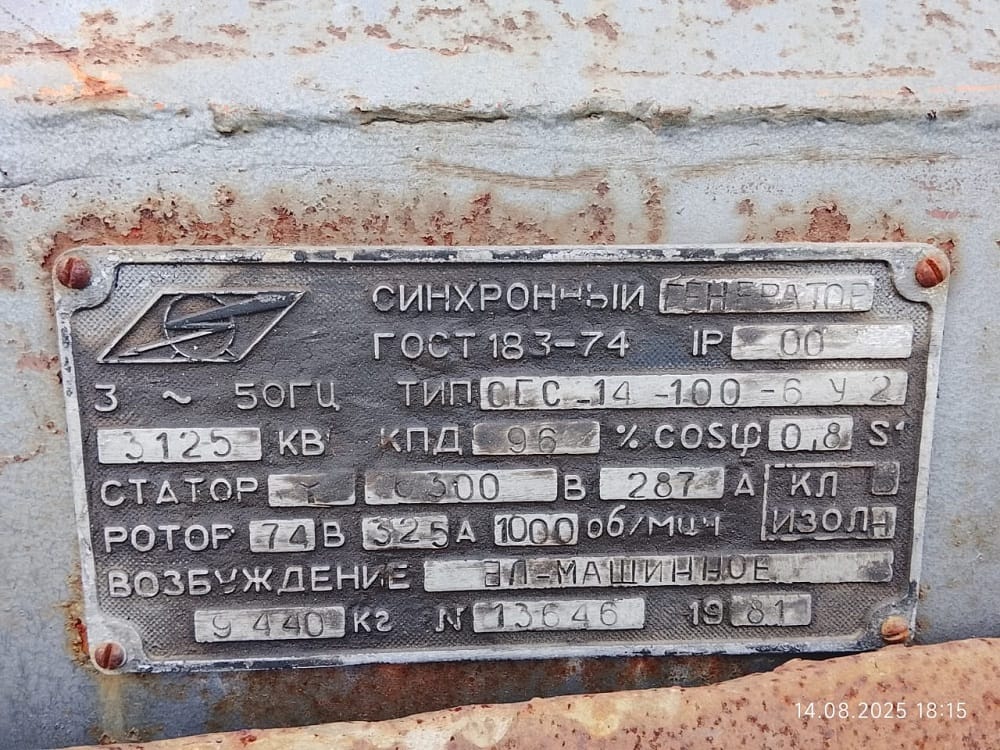 СИНХРОННЫЙ ГЕНЕРАТОР
ГОСТ 183-74 IP 00
3 ~ 50ГЦ ТИП СГС-14-100-6 У2
3125 КВ КПД 96 % cosφ 0,8 S1
СТАТОР Y 6300 В 287 А КЛ
РОТОР 74 В 325 А 1000 об/мин ИЗОЛ
ВОЗБУЖДЕНИЕ ЭЛ-МАШИННОЕ
9440 кг N 13646 1981
14.08.2025 18:15